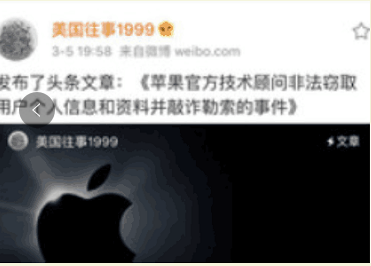 美国往事1999
3-5 19:58 来自微博 weibo.com
发布了头条文章：《苹果官方技术顾问非法窃取
用户个人信息和资料并敲诈勒索的事件》
美国往事1999
文章